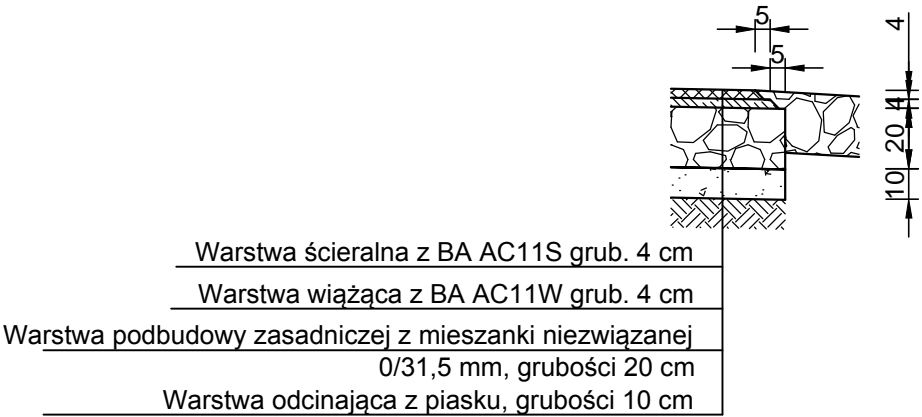 5
5
4
4
20
10
Warstwa ścieralna z BA AC11S grub. 4 cm
Warstwa wiążąca z BA AC11W grub. 4 cm
Warstwa podbudowy zasadniczej z mieszanki niezwiązanej
0/31,5 mm, grubości 20 cm
Warstwa odcinająca z piasku, grubości 10 cm